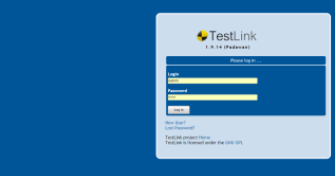 TestLink
1.9.14 (Padawan)
Please log in ...
Login
admin
Password
Log in
New User?
Lost Password?
TestLink project Home
TestLink is licensed under the GNU GPL